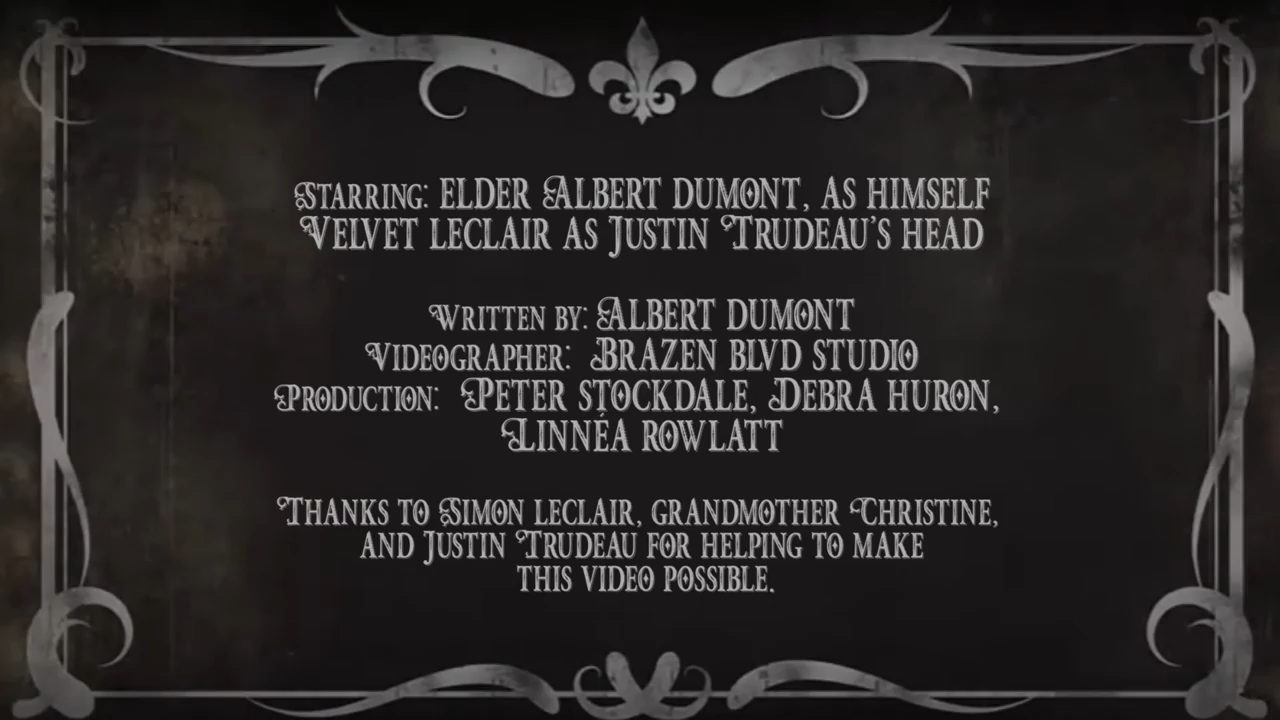 Starring: ELDER ALBERT DUMONT, AS HIMSELF
VELVET LECLAIR AS JUSTIN TRUDEAU'S HEAD
Written by: ALBERT DUMONT
Videographer: BRAZEN BLVD STUDIO
Production: PETER STOCKDALE, DEBRA HURON,
LINNÉA ROWLATT
THANKS TO SIMON LECLAIR, GRANDMOTHER CHRISTINE,
AND JUSTIN TRUDEAU FOR HELPING TO MAKE
THIS VIDEO POSSIBLE.